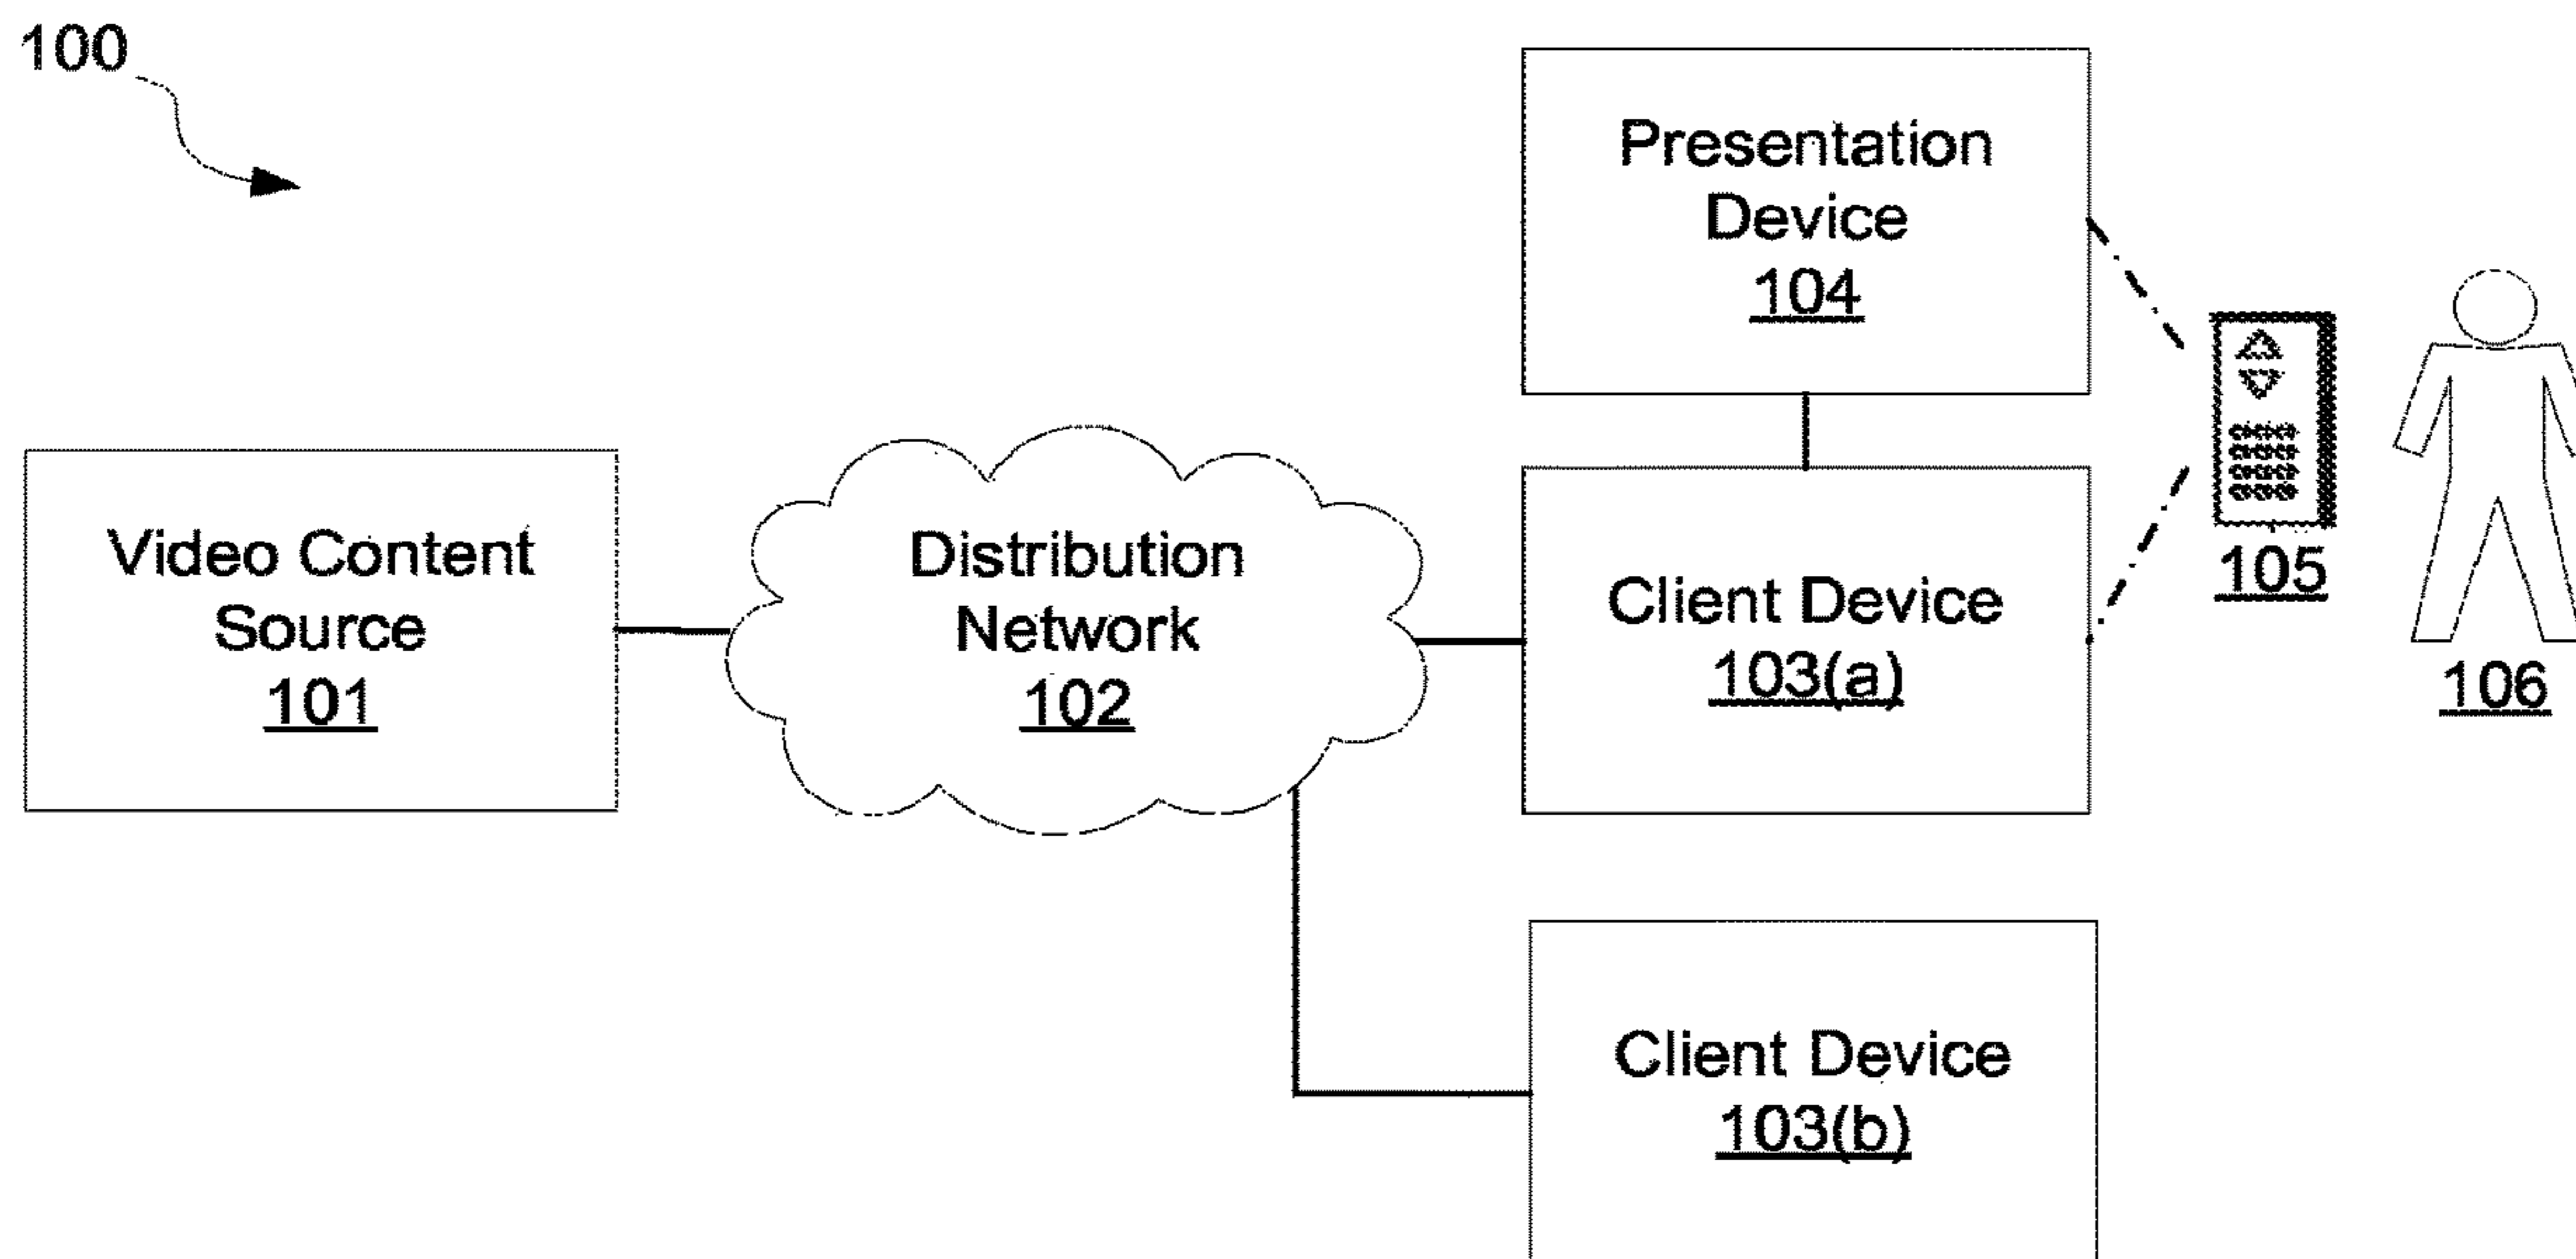 100
Presentation
Device
104
Video Content
Source
101
Distribution
Network
102
Client Device
103(a)
105
106
Client Device
103(b)